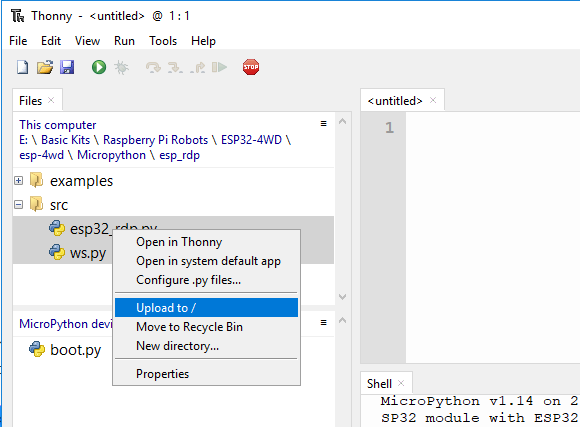 Thonny - <untitled> @ 1 : 1
File Edit View Run Tools Help
STOP
Files ×
<untitled> ×
This computer
E: \ Basic Kits \ Raspberry Pi Robots \ ESP32-4WD \
esp-4wd \ Micropython \ esp_rdp
1
examples
src
esp32_rdp.py
ws.py
Open in Thonny
Open in system default app
Configure .py files...
Upload to /
Move to Recycle Bin
New directory...
Properties
MicroPython devi
boot.py
Shell ×
MicroPython v1.14 on 2
SP32 module with ESP32